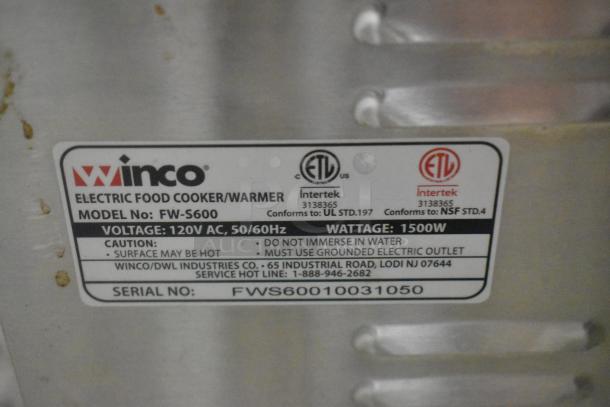 Winco®
ELECTRIC FOOD COOKER/WARMER
MODEL No: FW-S600
C ETL US
Intertek
3138365
Conforms to: UL STD.197
ETL
Intertek
3138365
Conforms to: NSF STD.4
VOLTAGE: 120V AC, 50/60Hz WATTAGE: 1500W
CAUTION: • DO NOT IMMERSE IN WATER
• SURFACE MAY BE HOT • MUST USE GROUNDED ELECTRIC OUTLET
WINCO/DWL INDUSTRIES CO. • 65 INDUSTRIAL ROAD, LODI NJ 07644
SERVICE HOT LINE: 1-888-946-2682
SERIAL NO: FWS60010031050